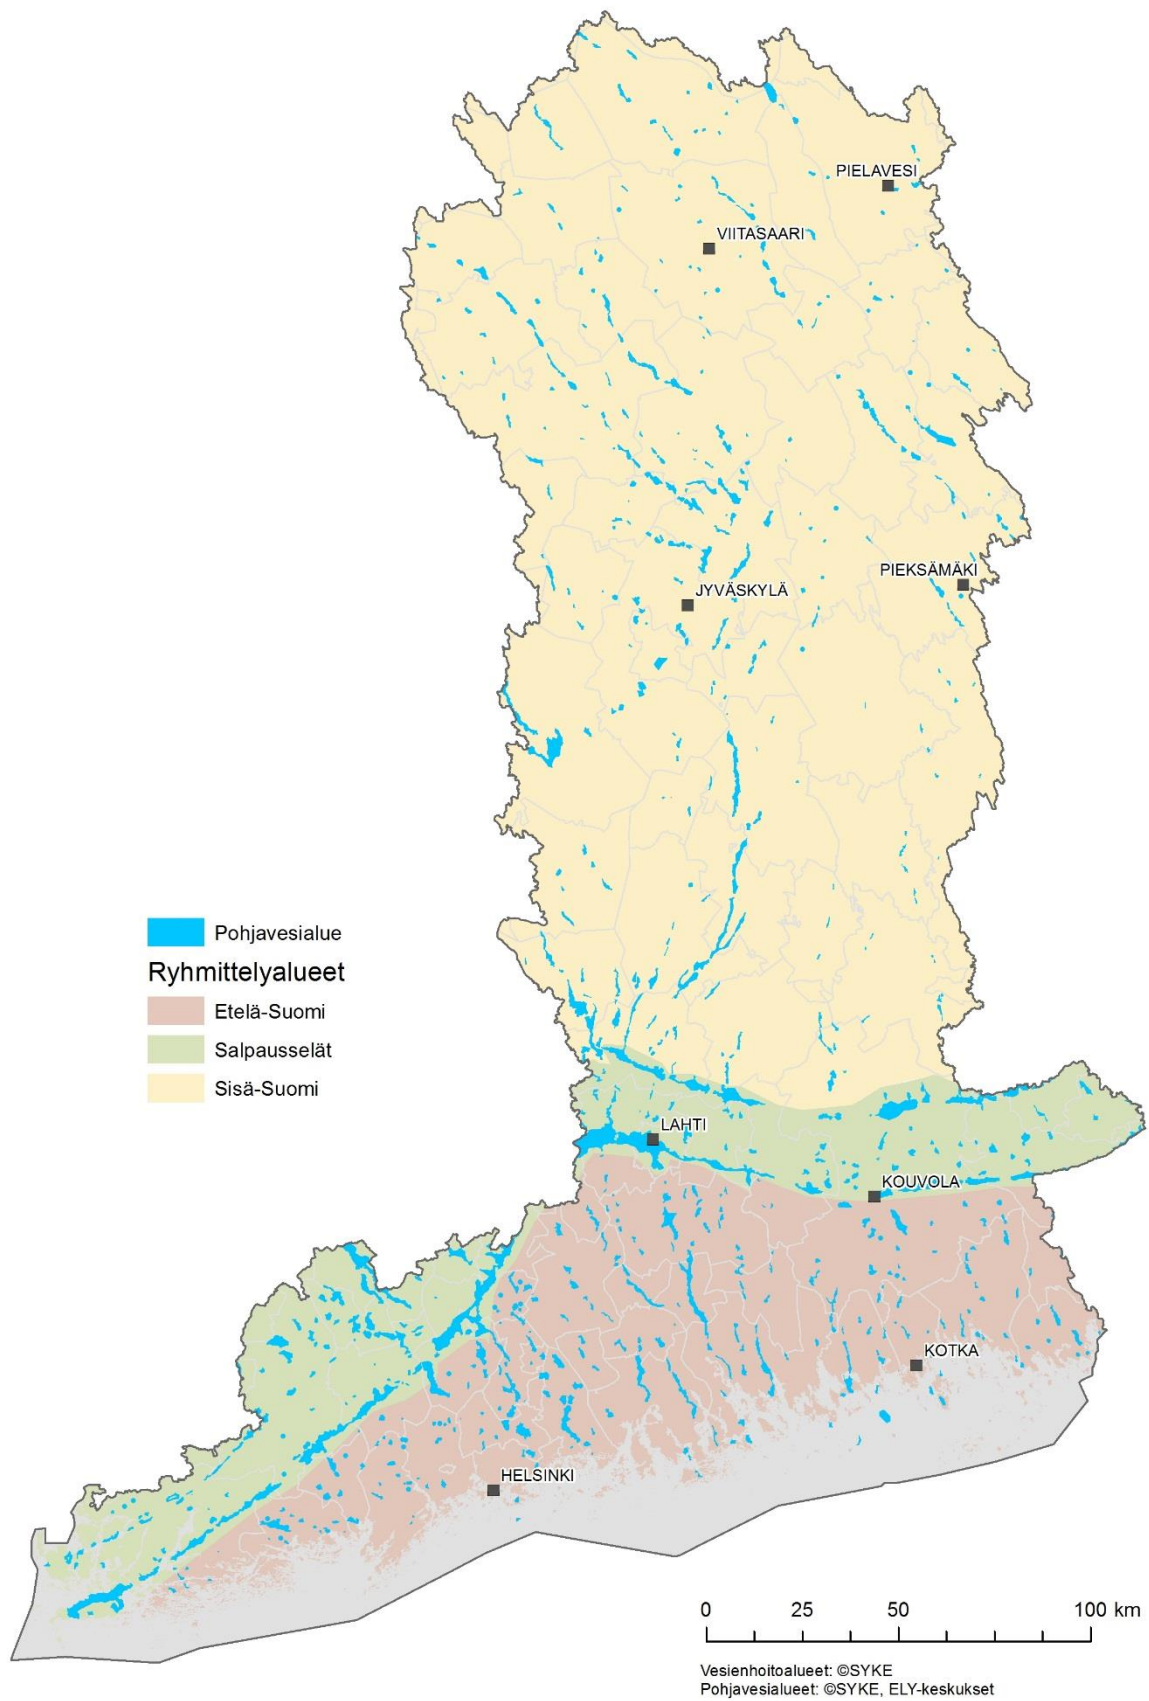 PIELAVESI
VIITASAARI
PIEKSÄMÄKI
JYVÄSKYLÄ
Pohjavesialue
Ryhmittelyalueet
Etelä-Suomi
Salpausselät
Sisä-Suomi
LAHTI
KOUVOLA
KOTKA
HELSINKI
0 25 50 100 km
Vesienhoitoalueet: ©SYKE
Pohjavesialueet: ©SYKE, ELY-keskukset